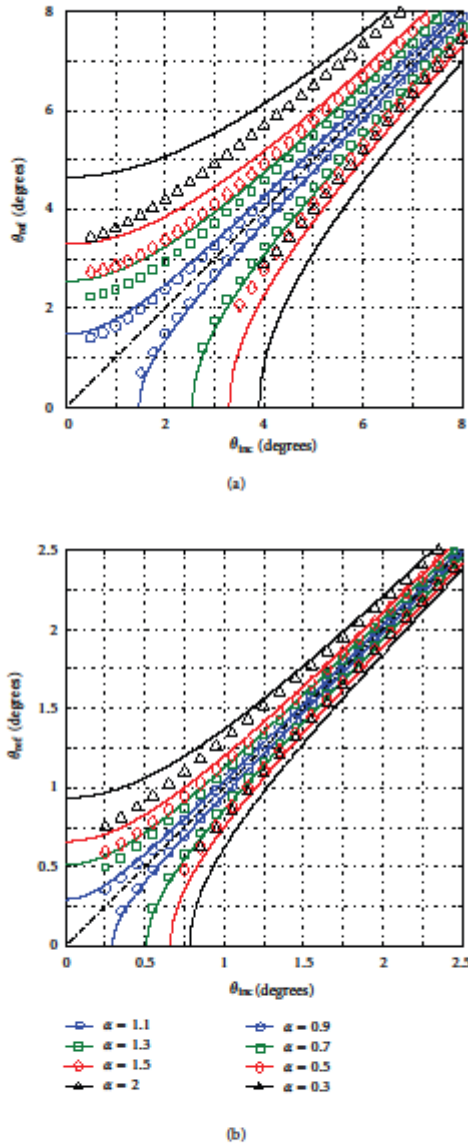 8
6
4
2
0
θref (degrees)
0
2
4
6
8
θinc (degrees)
(a)
2.5
2
1.5
1
0.5
0
θref (degrees)
0
0.5
1
1.5
2
2.5
θinc (degrees)
α = 1.1
α = 0.9
α = 1.3
α = 0.7
α = 1.5
α = 0.5
α = 2
α = 0.3
(b)